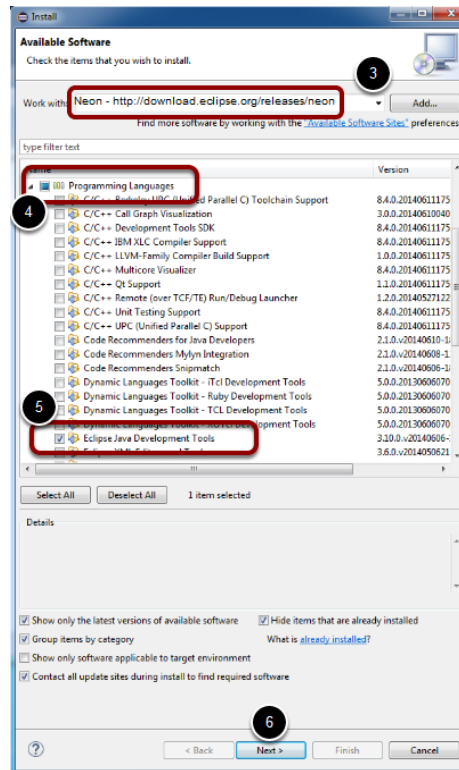 Install
Available Software
Check the items that you wish to install.
3
Work with: Neon - http://download.eclipse.org/releases/neon Add...
Find more software by working with the "Available Software Sites" preferences
type filter text
Name Version
Programming Languages
4
C/C++ Berkeley UPC (Unified Parallel C) Toolchain Support 8.4.0.20140611175
C/C++ Call Graph Visualization 3.0.0.2014061004
C/C++ Development Tools SDK 8.4.0.20140611175
C/C++ IBM XLC Compiler Support 8.4.0.20140611175
C/C++ LLVM-Family Compiler Build Support 1.0.0.20140611175
C/C++ Multicore Visualizer 8.4.0.20140611175
C/C++ Qt Support 1.1.0.20140611175
C/C++ Remote (over TCF/TE) Run/Debug Launcher 1.2.0.20140527122
C/C++ Unit Testing Support 8.4.0.20140611175
C/C++ UPC (Unified Parallel C) Support 8.4.0.20140611175
Code Recommenders for Java Developers 2.1.0.v20140610-1
Code Recommenders Mylyn Integration 2.1.0.v20140608-1
Code Recommenders Snipmatch 2.1.0.v20140606-1
Dynamic Languages Toolkit - iTcl Development Tools 5.0.0.20130606070
Dynamic Languages Toolkit - Ruby Development Tools 5.0.0.20130606070
5
Dynamic Languages Toolkit - TCL Development Tools 5.0.0.20130606070
Dynamic Languages Toolkit - Development Tools 5.0.0.20130606070
Eclipse Java Development Tools 3.10.0.v20140606-
3.6.0.v2014050621
Select All Deselect All 1 item selected
Details
Show only the latest versions of available software Hide items that are already installed
Group items by category What is already installed?
Show only software applicable to target environment
Contact all update sites during install to find required software
6
? < Back Next > Finish Cancel